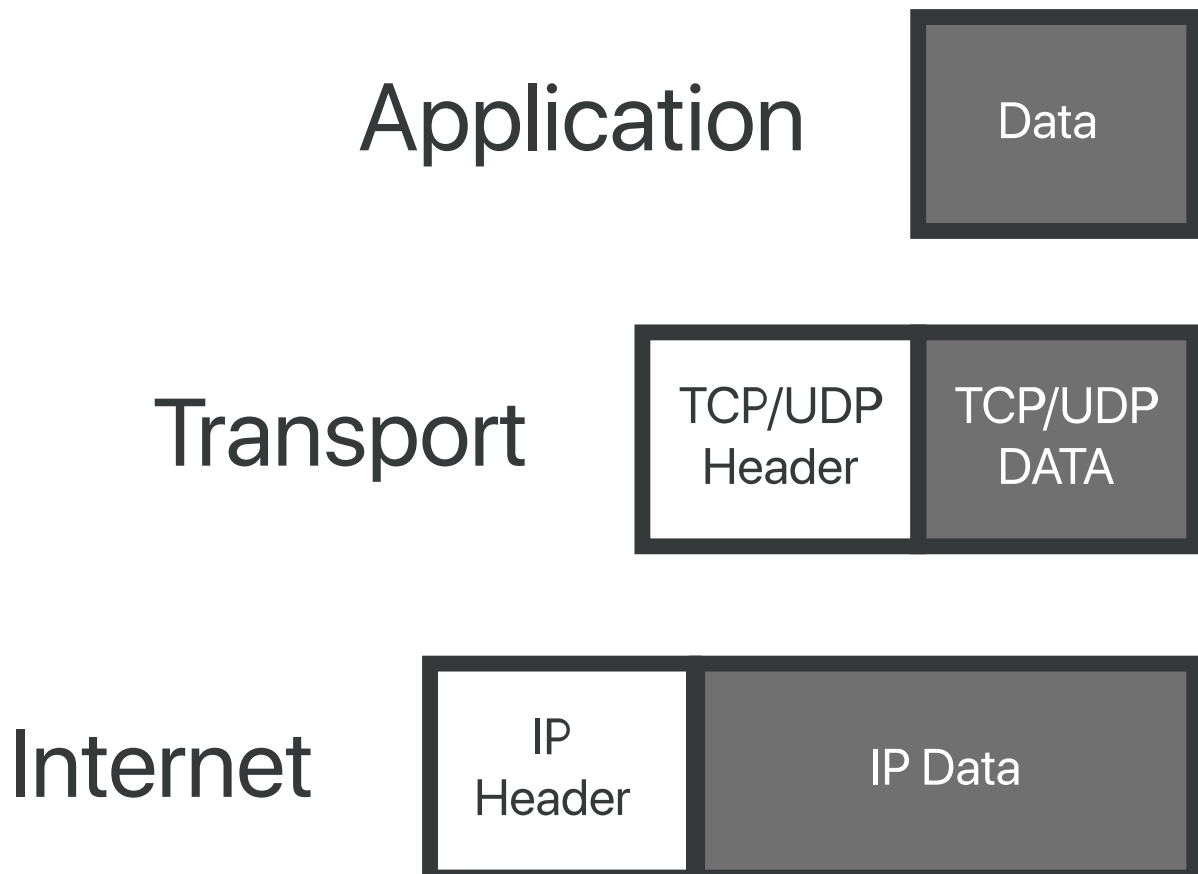 Application
Data
Transport
TCP/UDP
Header
TCP/UDP
DATA
Internet
IP
Header
IP Data